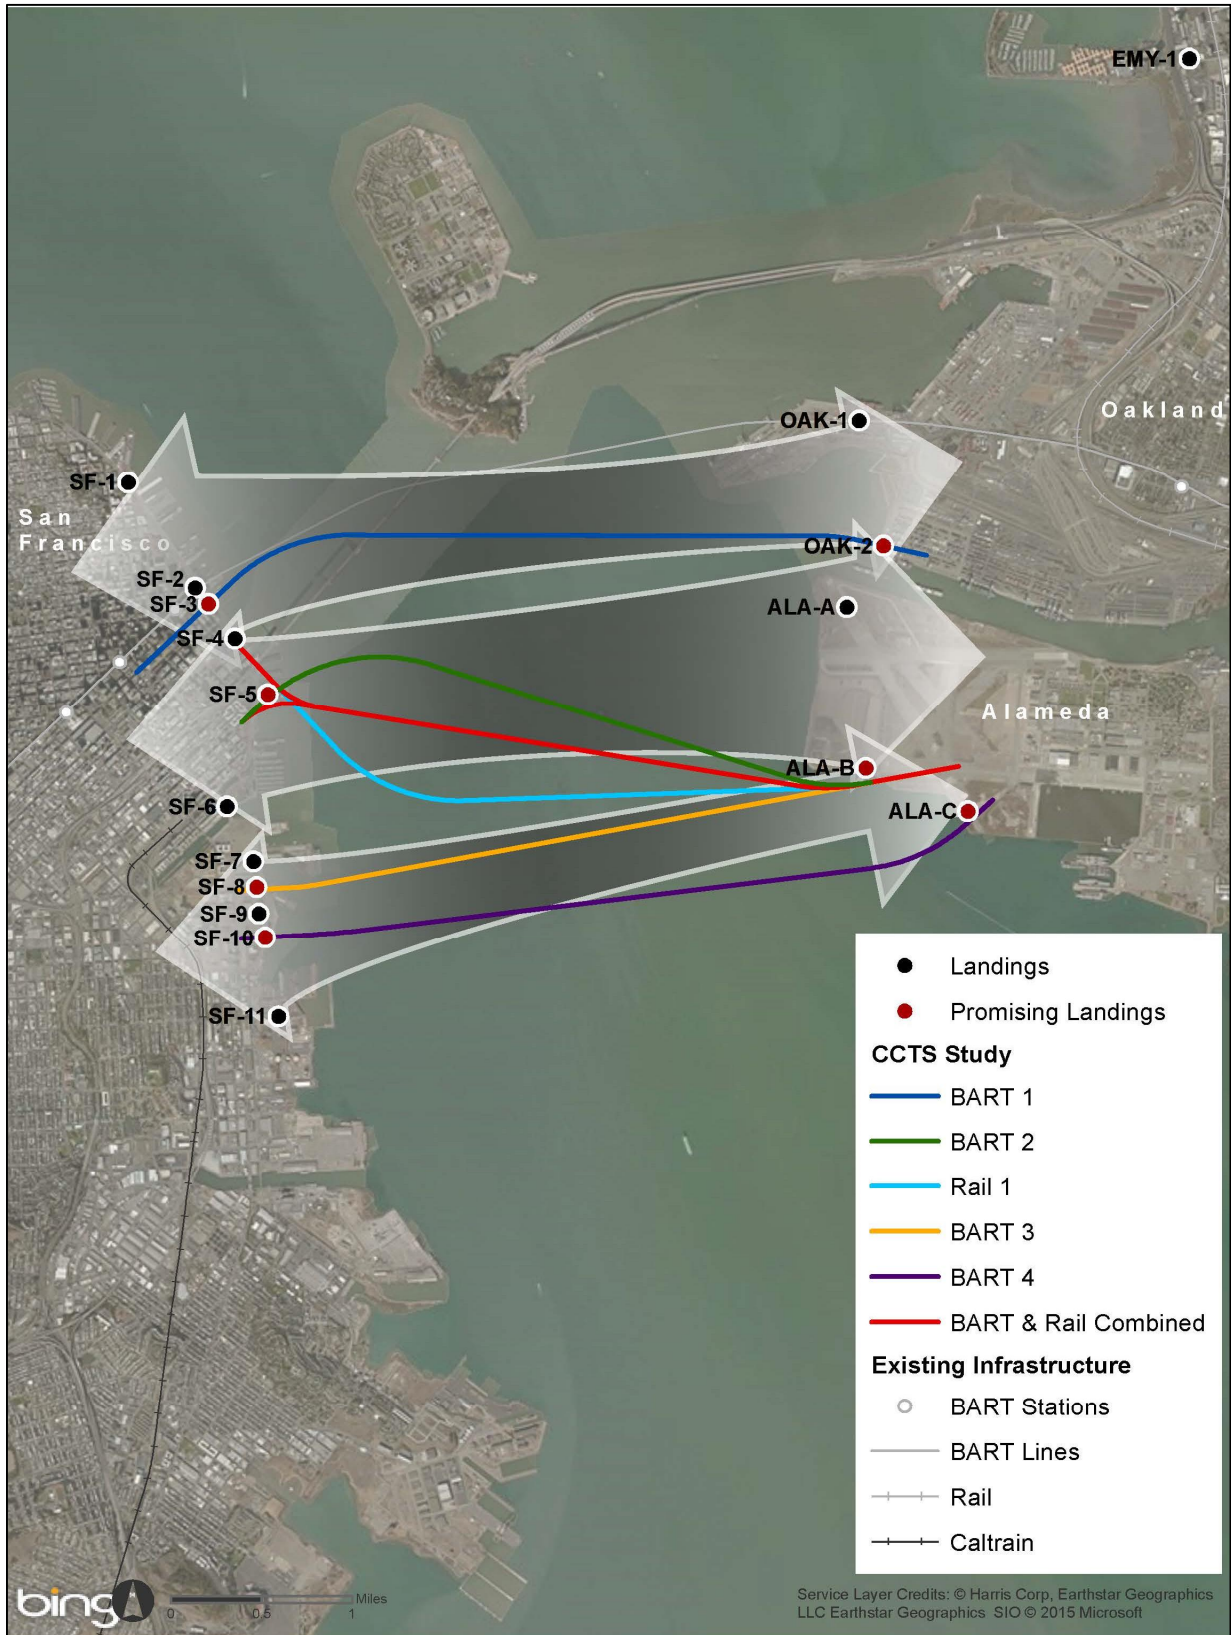 EMY-1
Oakland
OAK-1
SF-1
San
Francisco
OAK-2
SF-2
SF-3
ALA-A
SF-4
SF-5
Alameda
ALA-B
SF-6
ALA-C
SF-7
SF-8
SF-9
SF-10
SF-11
Landings
Promising Landings
CCTS Study
BART 1
BART 2
Rail 1
BART 3
BART 4
BART & Rail Combined
Existing Infrastructure
BART Stations
BART Lines
Rail
Caltrain
bing
N
Miles
0 0.5 1
Service Layer Credits: © Harris Corp, Earthstar Geographics
LLC Earthstar Geographics SIO © 2015 Microsoft